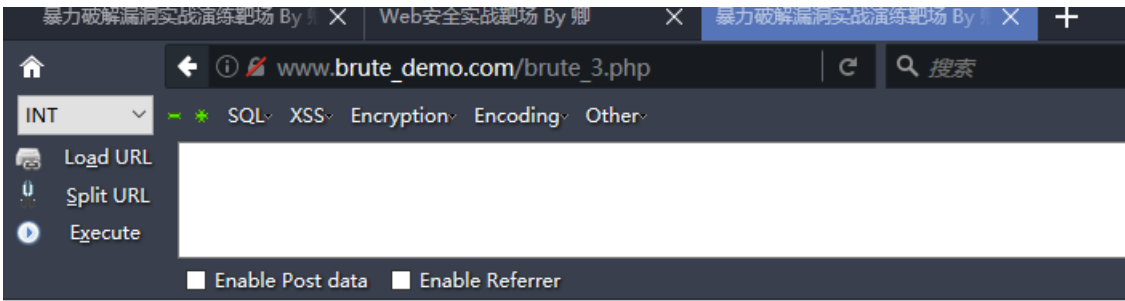 暴力破解漏洞实战演练靶场 By
Web安全实战靶场 By 卿
暴力破解漏洞实战演练靶场 By
www.brute_demo.com/brute_3.php
搜索
INT
SQL XSS Encryption Encoding Other
Load URL
Split URL
Execute
Enable Post data Enable Referrer